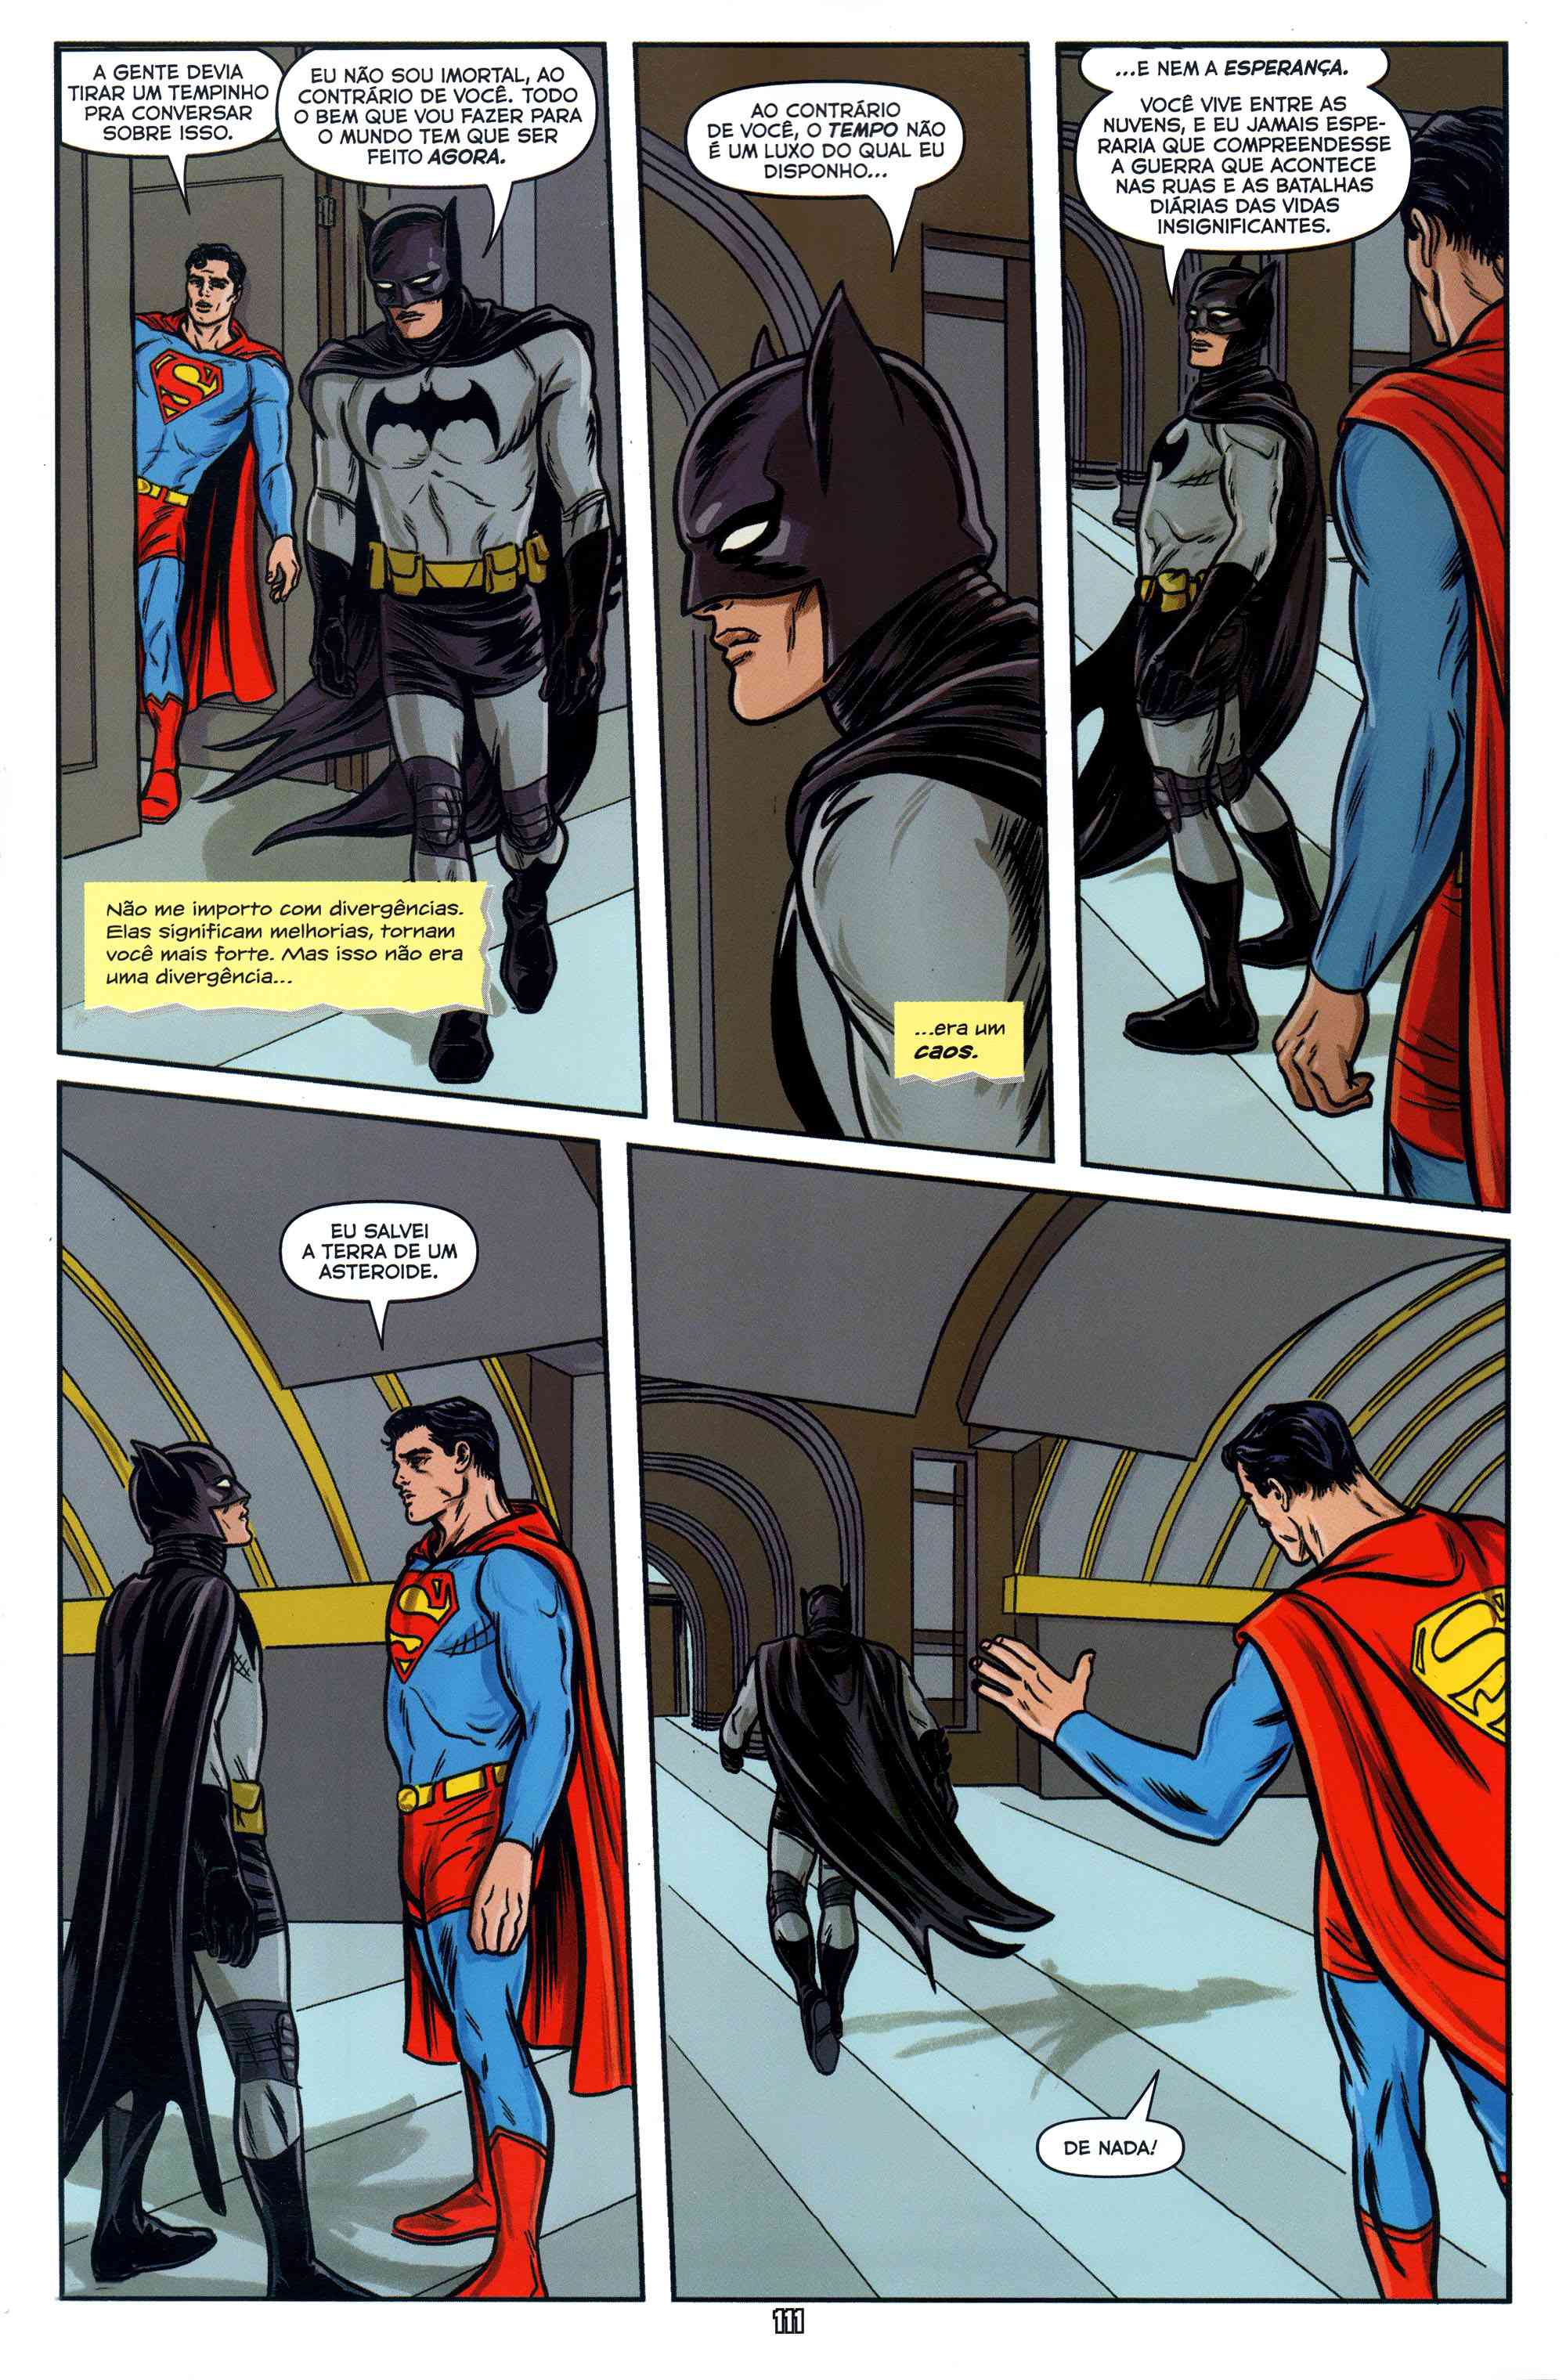 A GENTE DEVIA
TIRAR UM TEMPINHO
PRA CONVERSAR
SOBRE ISSO.
EU NÃO SOU IMORTAL, AO
CONTRÁRIO DE VOCÊ. TODO
O BEM QUE VOU FAZER PARA
O MUNDO TEM QUE SER
FEITO AGORA.
Não me importo com divergências.
Elas significam melhorias, tornam
você mais forte. Mas isso não era
uma divergência...
AO CONTRÁRIO
DE VOCÊ, O TEMPO NÃO
É UM LUXO DO QUAL EU
DISPONHO...
...era um
caos.
...E NEM A ESPERANÇA.
VOCÊ VIVE ENTRE AS
NUVENS, E EU JAMAIS ESPE-
RARIA QUE COMPREENDESSE
A GUERRA QUE ACONTECE
NAS RUAS E AS BATALHAS
DIÁRIAS DAS VIDAS
INSIGNIFICANTES.
EU SALVEI
A TERRA DE UM
ASTEROIDE.
DE NADA!
111